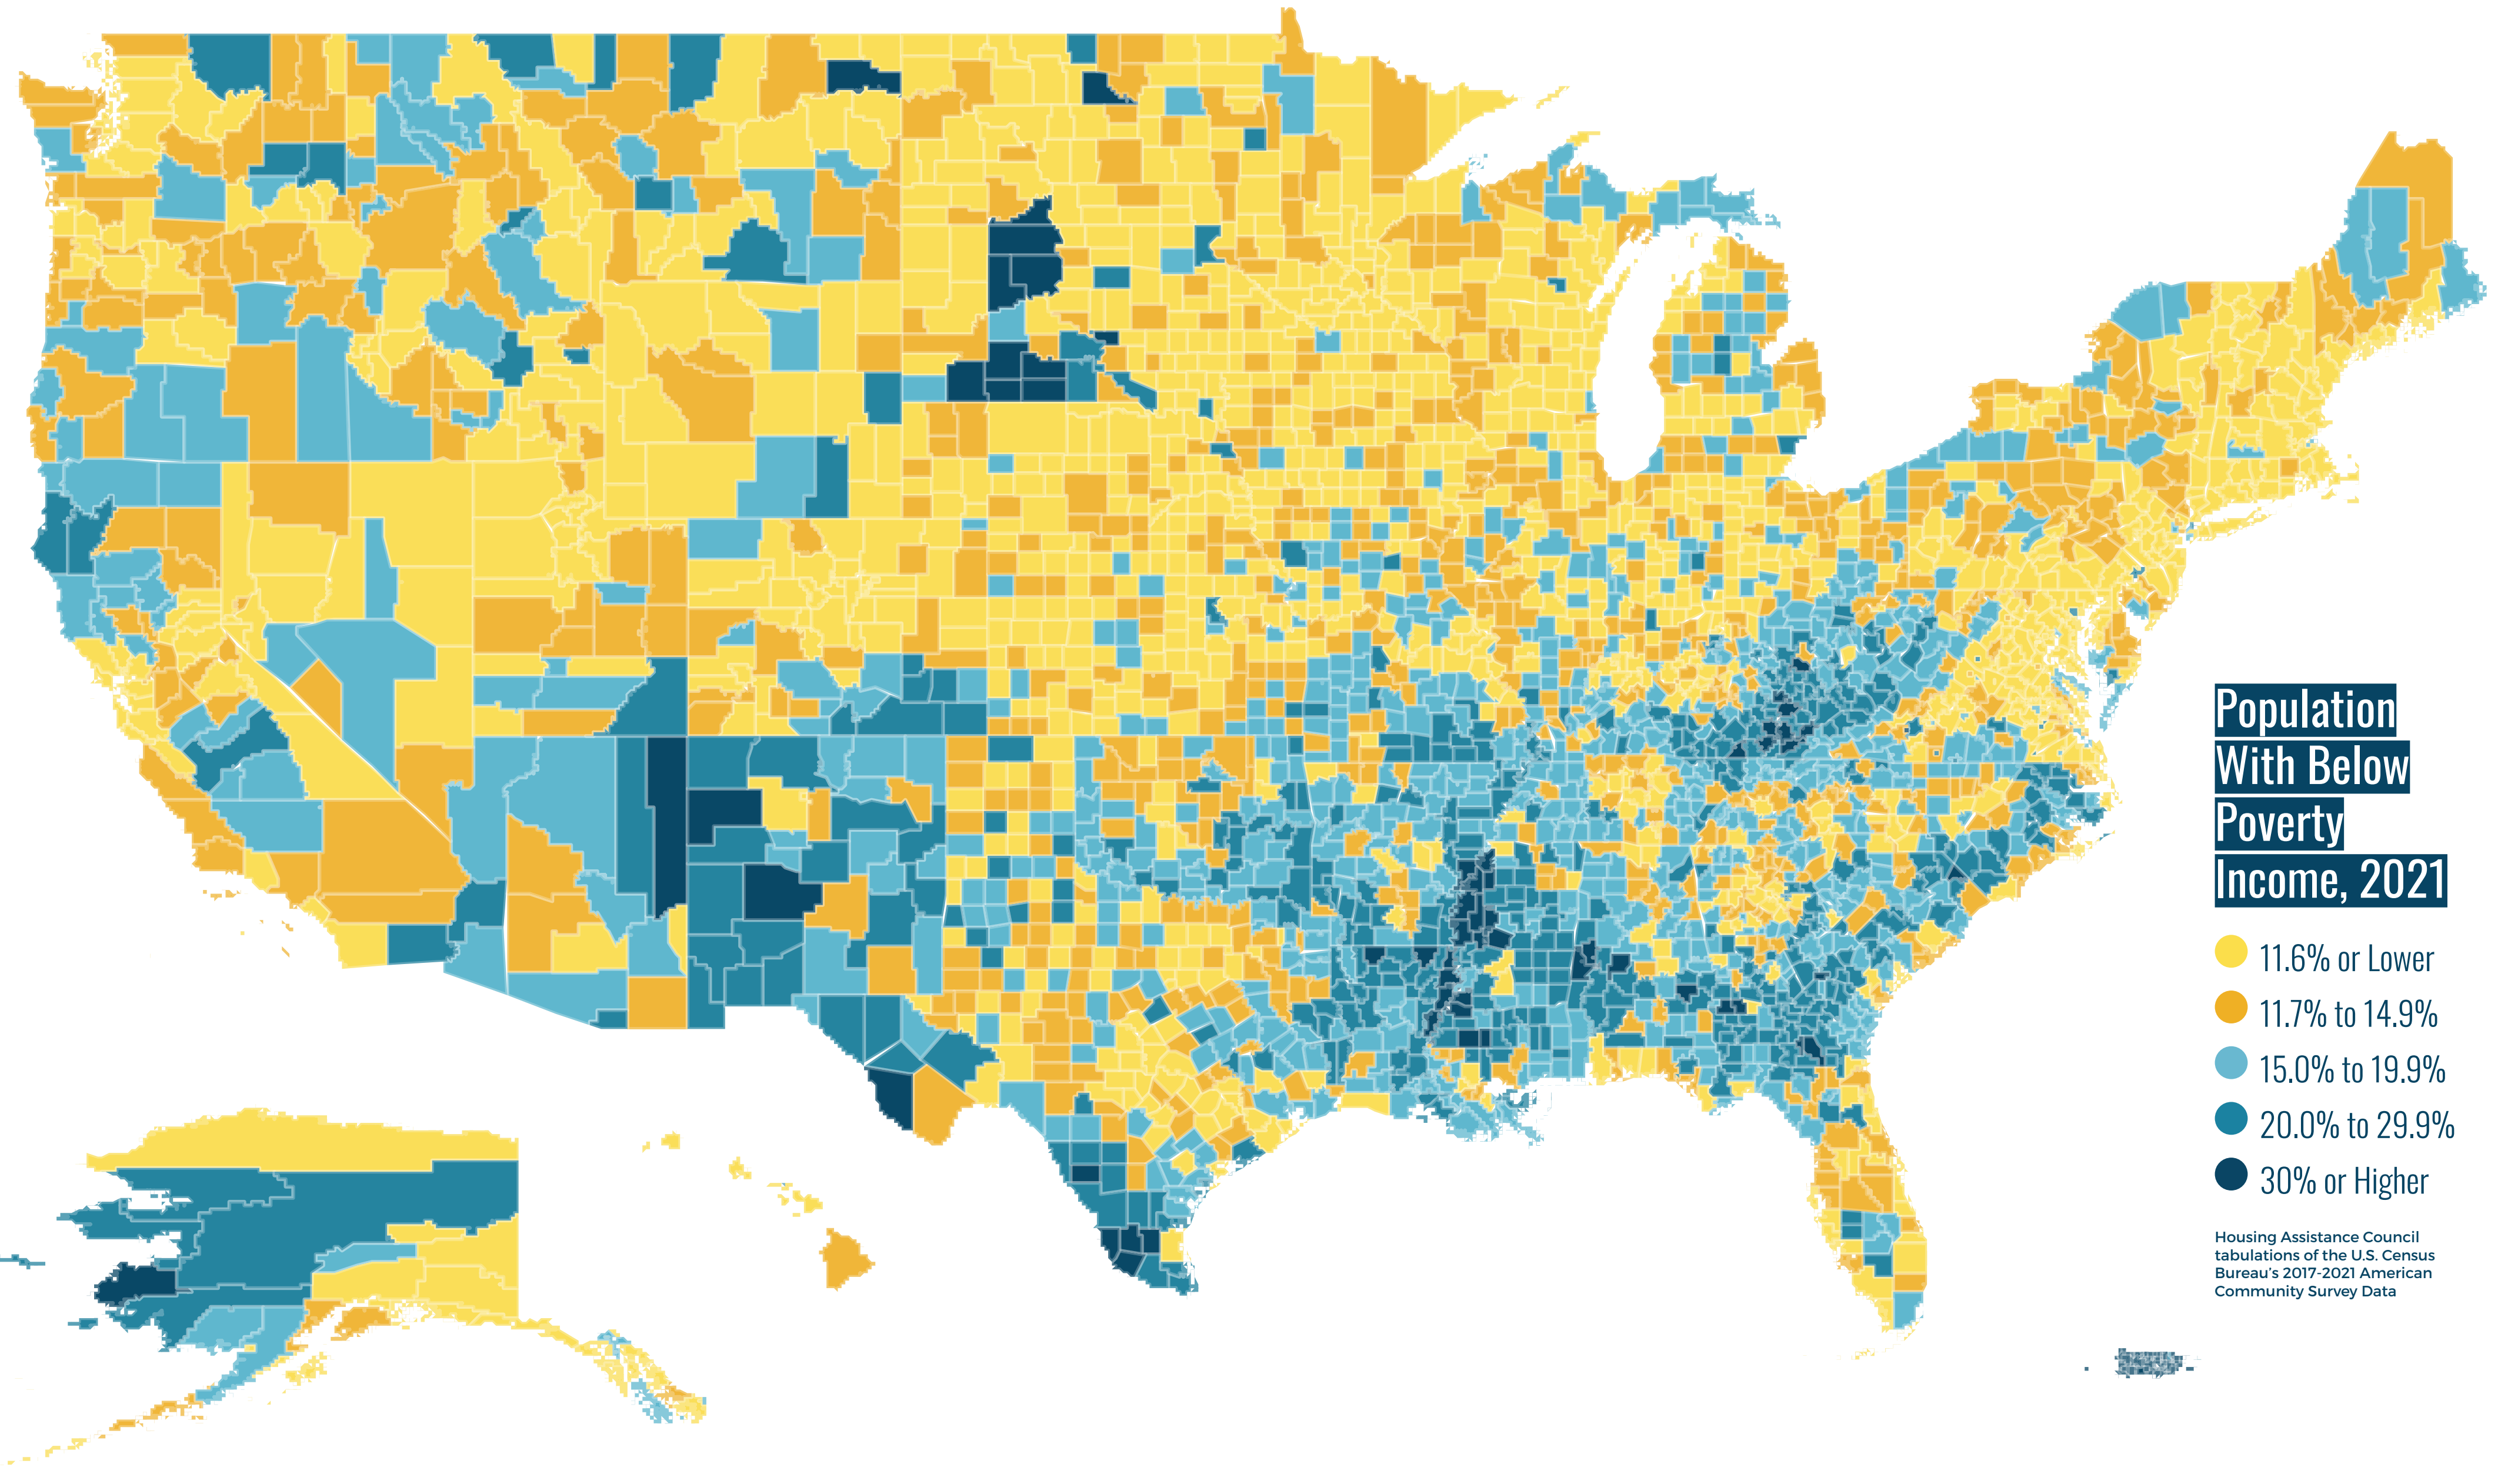 Population
With Below
Poverty
Income, 2021
11.6% or Lower
11.7% to 14.9%
15.0% to 19.9%
20.0% to 29.9%
30% or Higher
Housing Assistance Council
tabulations of the U.S. Census
Bureau's 2017-2021 American
Community Survey Data